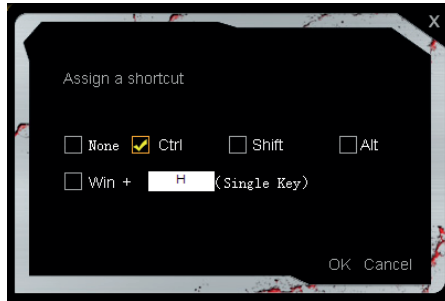 X
Assign a shortcut
None Ctrl Shift Alt
Win + H (Single Key)
OK Cancel